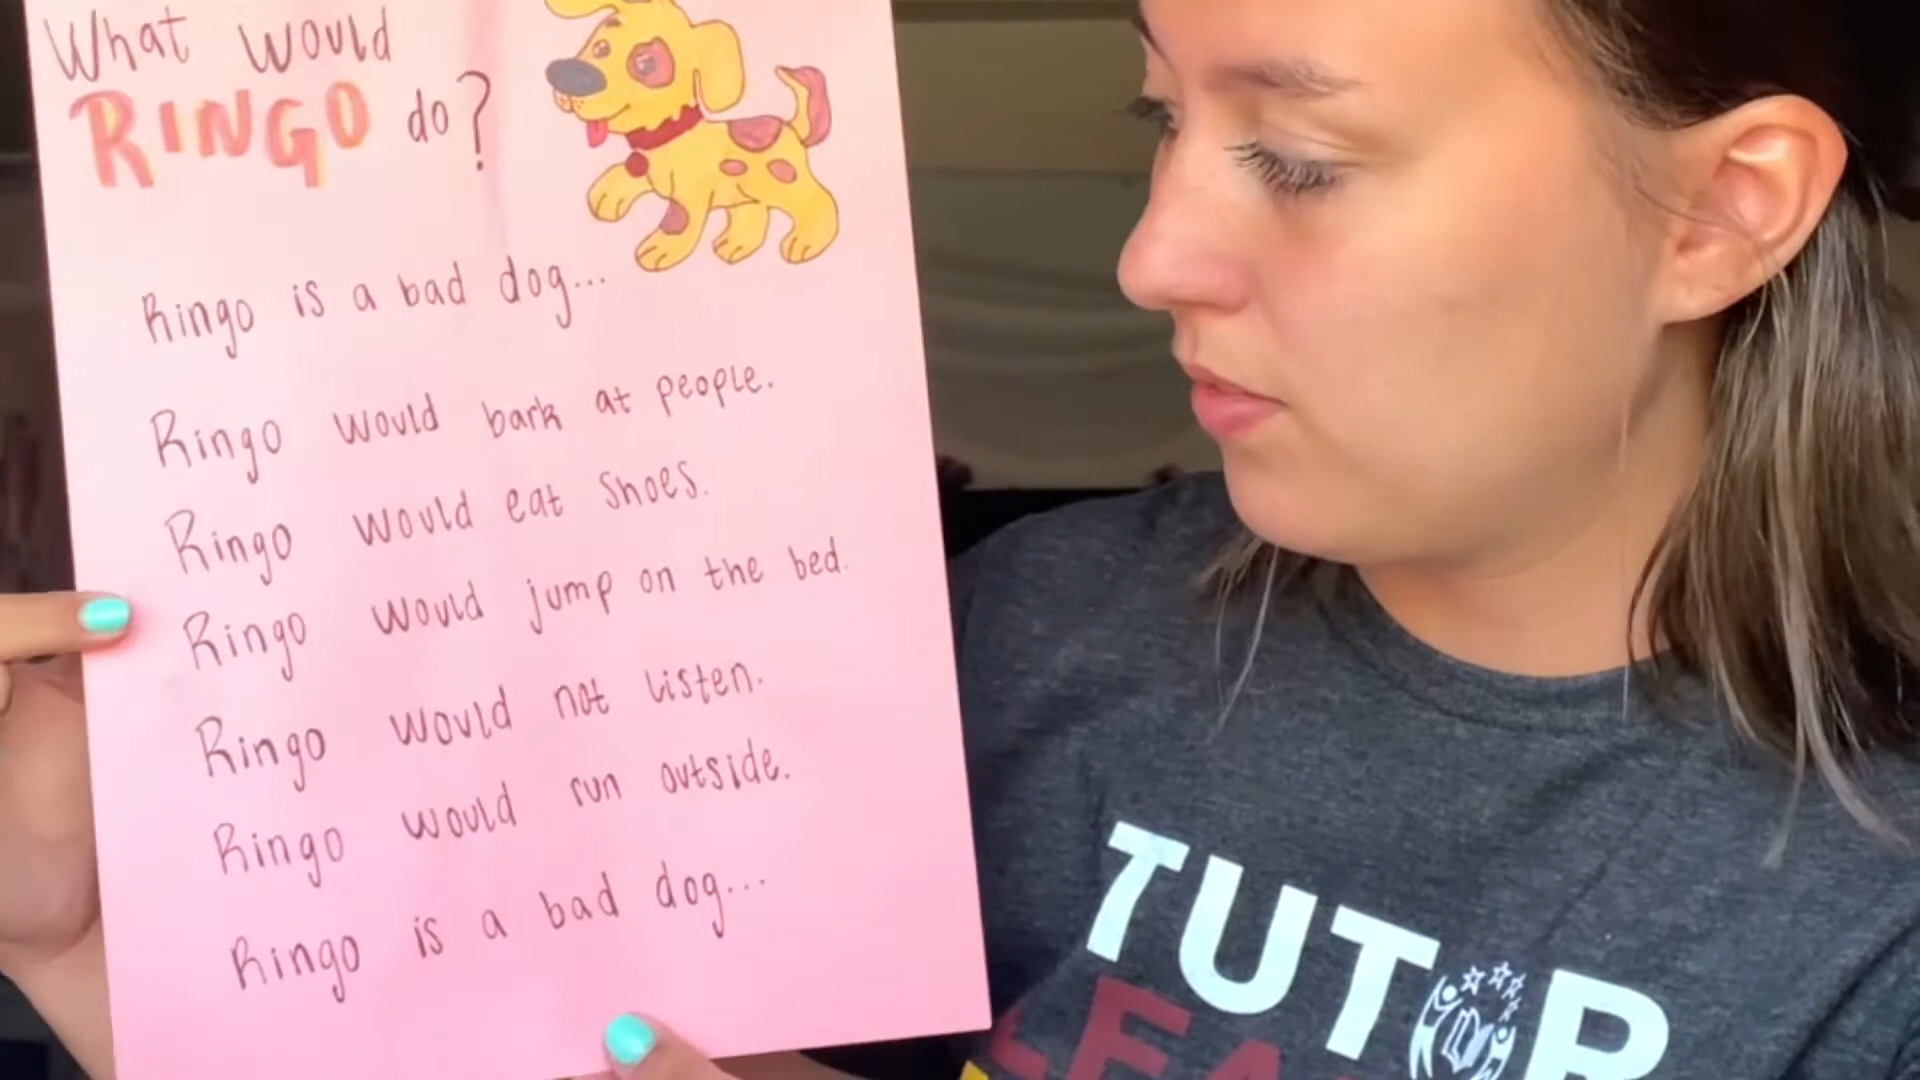 What would
RINGO do?
Ringo is a bad dog...
Ringo would bark at people.
Ringo would eat shoes.
Ringo would jump on the bed.
Ringo would not listen.
Ringo would run outside.
Ringo is a bad dog...
TUTOR